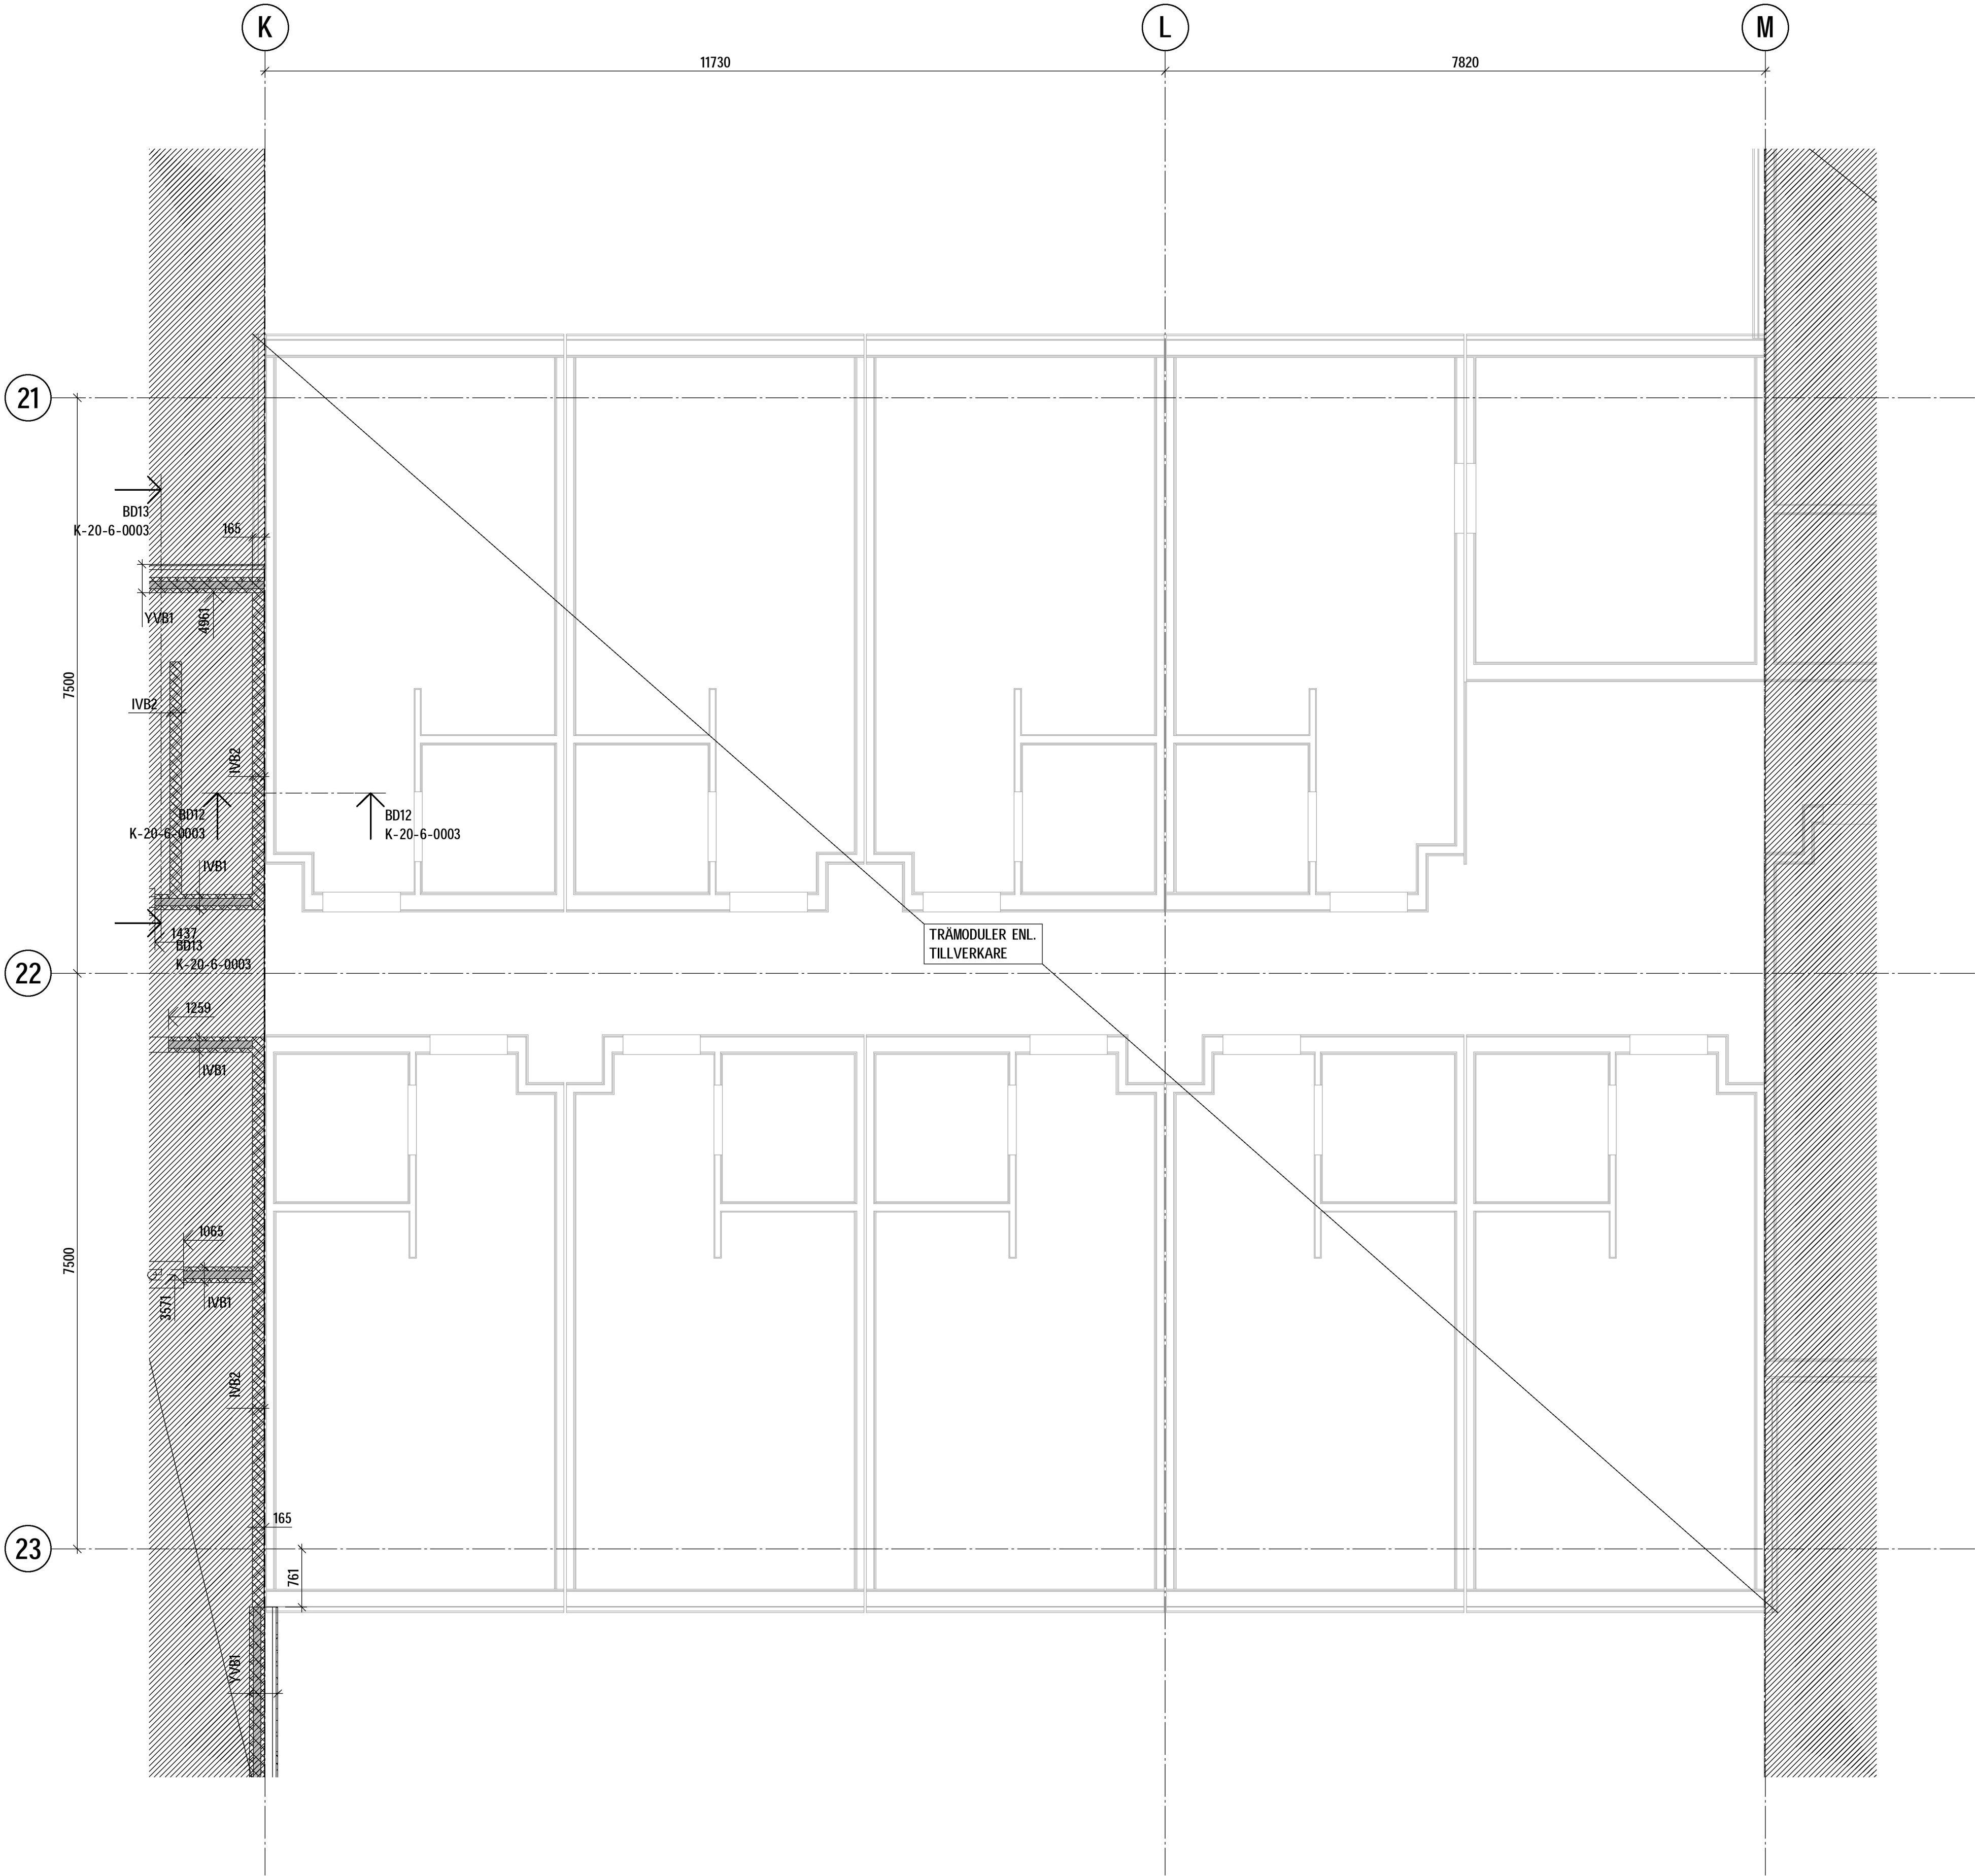 K
L
M
11730
7820
21
BD13
K-20-6-0003
165
YVB1
4961
7500
IVB2
IVB2
BD12
K-20-6-0003
BD12
K-20-6-0003
IVB1
1437
BD13
K-20-6-0003
TRÄMODULER ENL.
TILLVERKARE
22
1259
IVB1
1065
7500
3571
IVB1
IVB2
165
23
761
YVB1